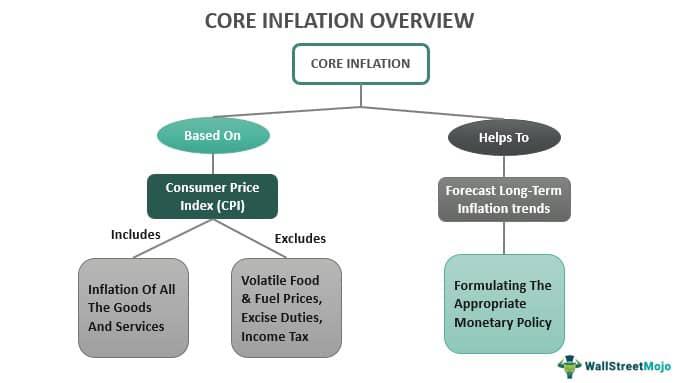 CORE INFLATION OVERVIEW
CORE INFLATION
Based On
Helps To
Consumer Price
Index (CPI)
Forecast Long-Term
Inflation trends
Includes
Excludes
Inflation Of All
The Goods
And Services
Volatile Food
& Fuel Prices,
Excise Duties,
Income Tax
Formulating The
Appropriate
Monetary Policy
WallStreetMojo